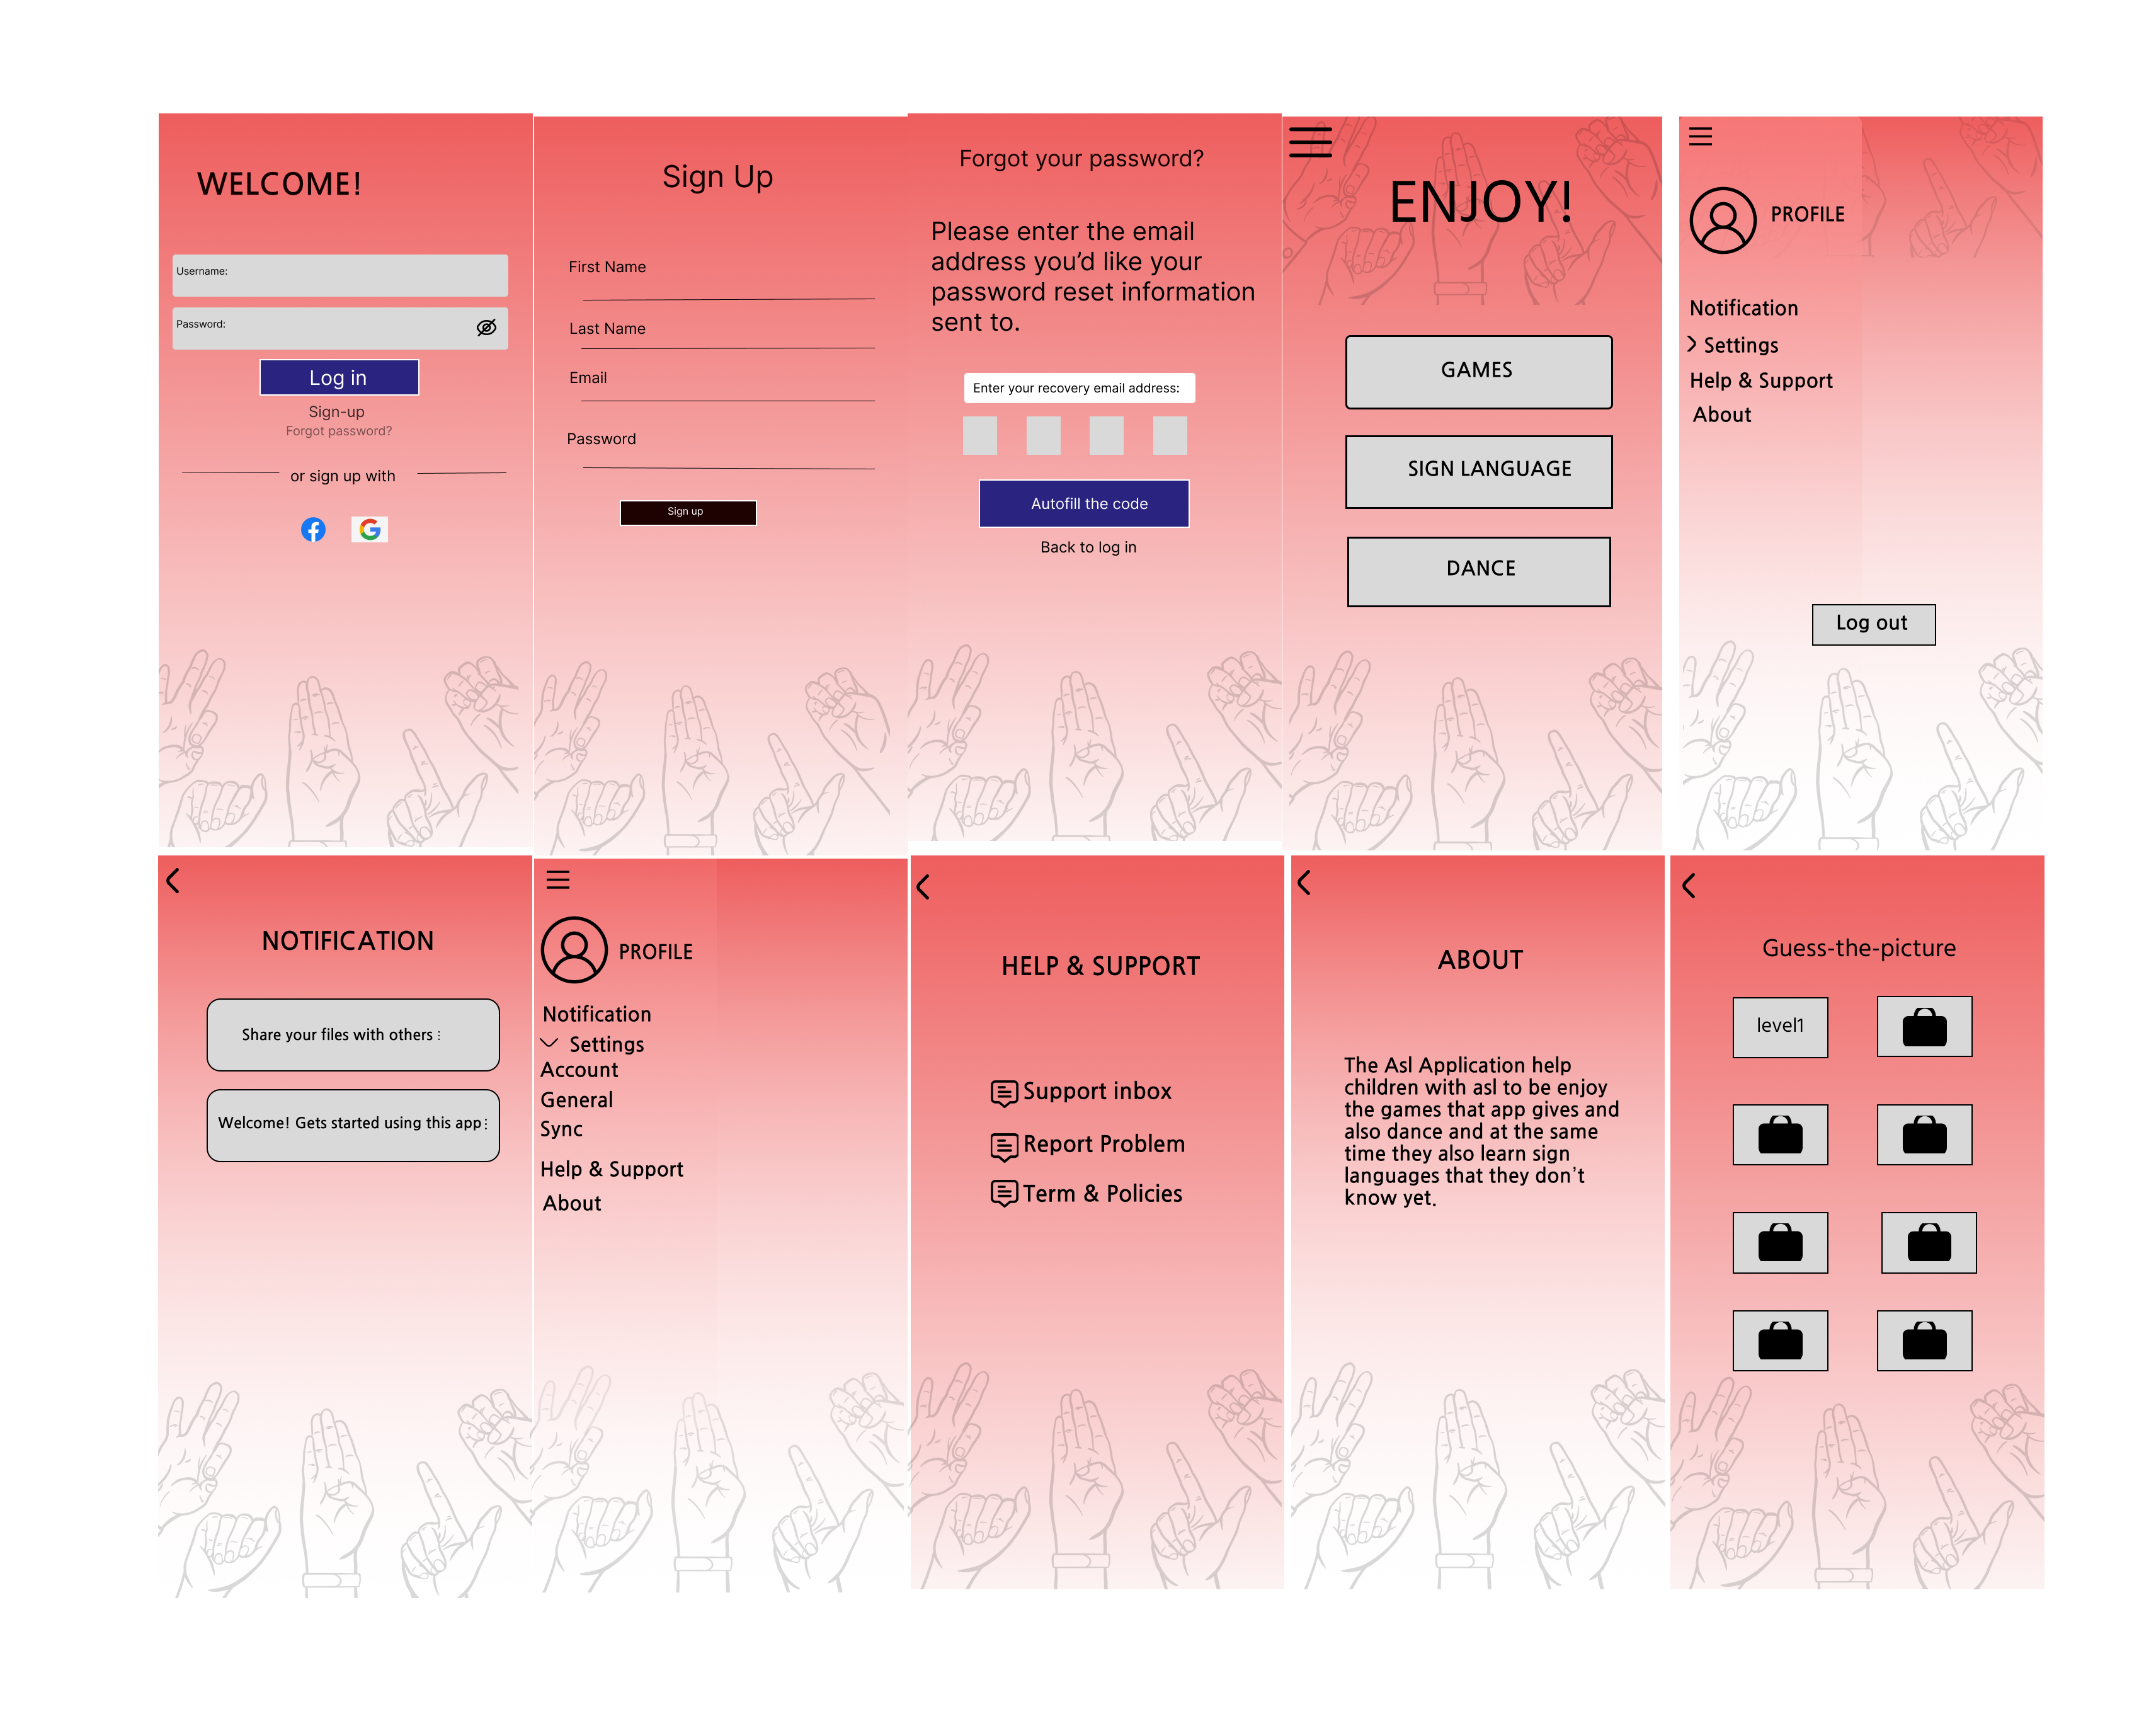 WELCOME!
Username:
Password:
Log in
Sign-up
Forgot password?
or sign up with
Sign Up
First Name
Last Name
Email
Password
Sign up
Forgot your password?
Please enter the email
address you’d like your
password reset information
sent to.
Enter your recovery email address:
Autofill the code
Back to log in
ENJOY!
GAMES
SIGN LANGUAGE
DANCE
PROFILE
Notification
Settings
Help & Support
About
Log out
NOTIFICATION
Share your files with others
Welcome! Gets started using this app
PROFILE
Notification
Settings
Account
General
Sync
Help & Support
About
HELP & SUPPORT
Support inbox
Report Problem
Term & Policies
ABOUT
The Asl Application help
children with asl to be enjoy
the games that app gives and
also dance and at the same
time they also learn sign
languages that they don’t
know yet.
Guess-the-picture
level1